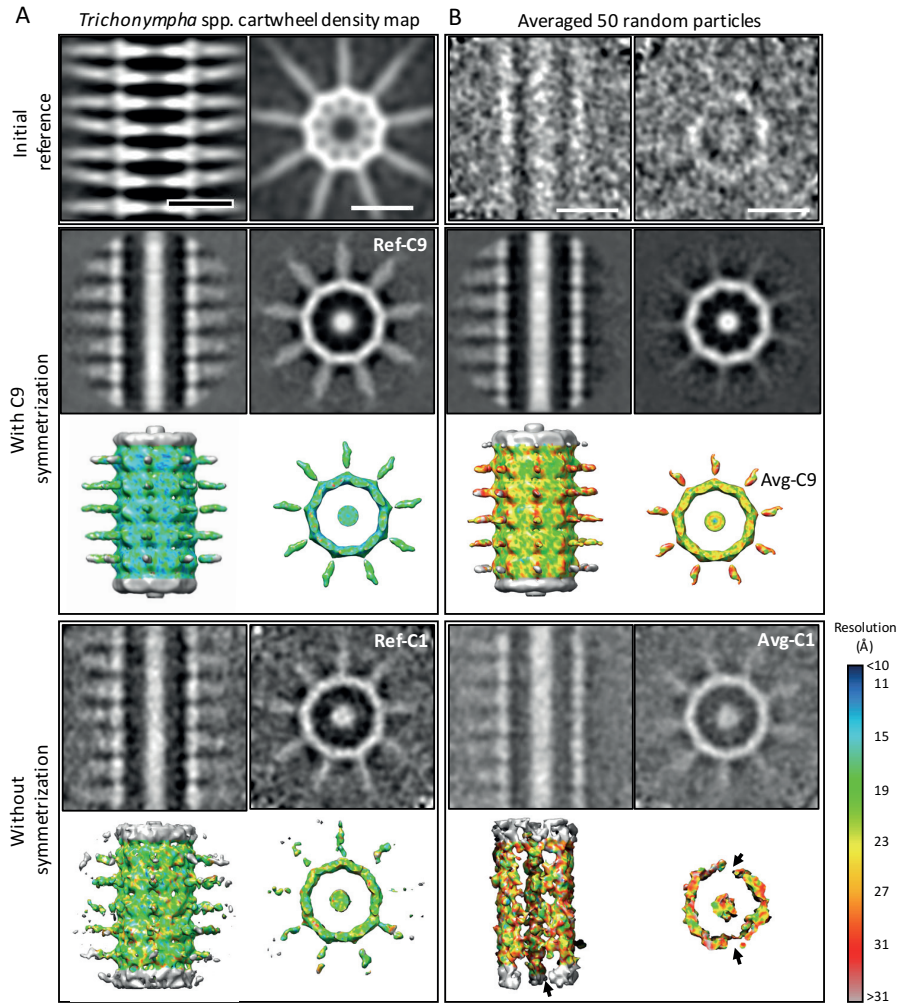 A
Trichonympha spp. cartwheel density map
B
Averaged 50 random particles
Initial
reference
With C9
symmetrization
Ref-C9
Avg-C9
Without
symmetrization
Ref-C1
Avg-C1
Resolution
(Å)
<10
11
15
19
23
27
31
>31